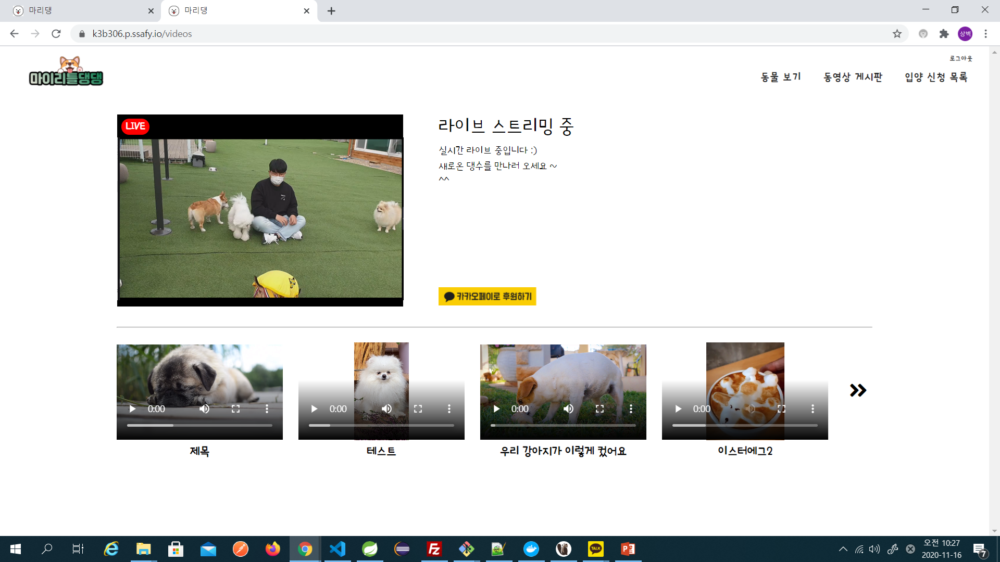 마리댕
마리댕
k3b306.p.ssafy.io/videos
상벽
로그아웃
마이리틀댕댕
동물 보기
동영상 게시판
입양 신청 목록
LIVE
라이브 스트리밍 중
실시간 라이브 중입니다 :)
새로온 댕수를 만나러 오세요 ~
^^
카카오페이로 후원하기
0:00
0:00
0:00
0:00
제목
테스트
우리 강아지가 이렇게 컸어요
이스터에그2
TALK
오전 10:27
2020-11-16
7